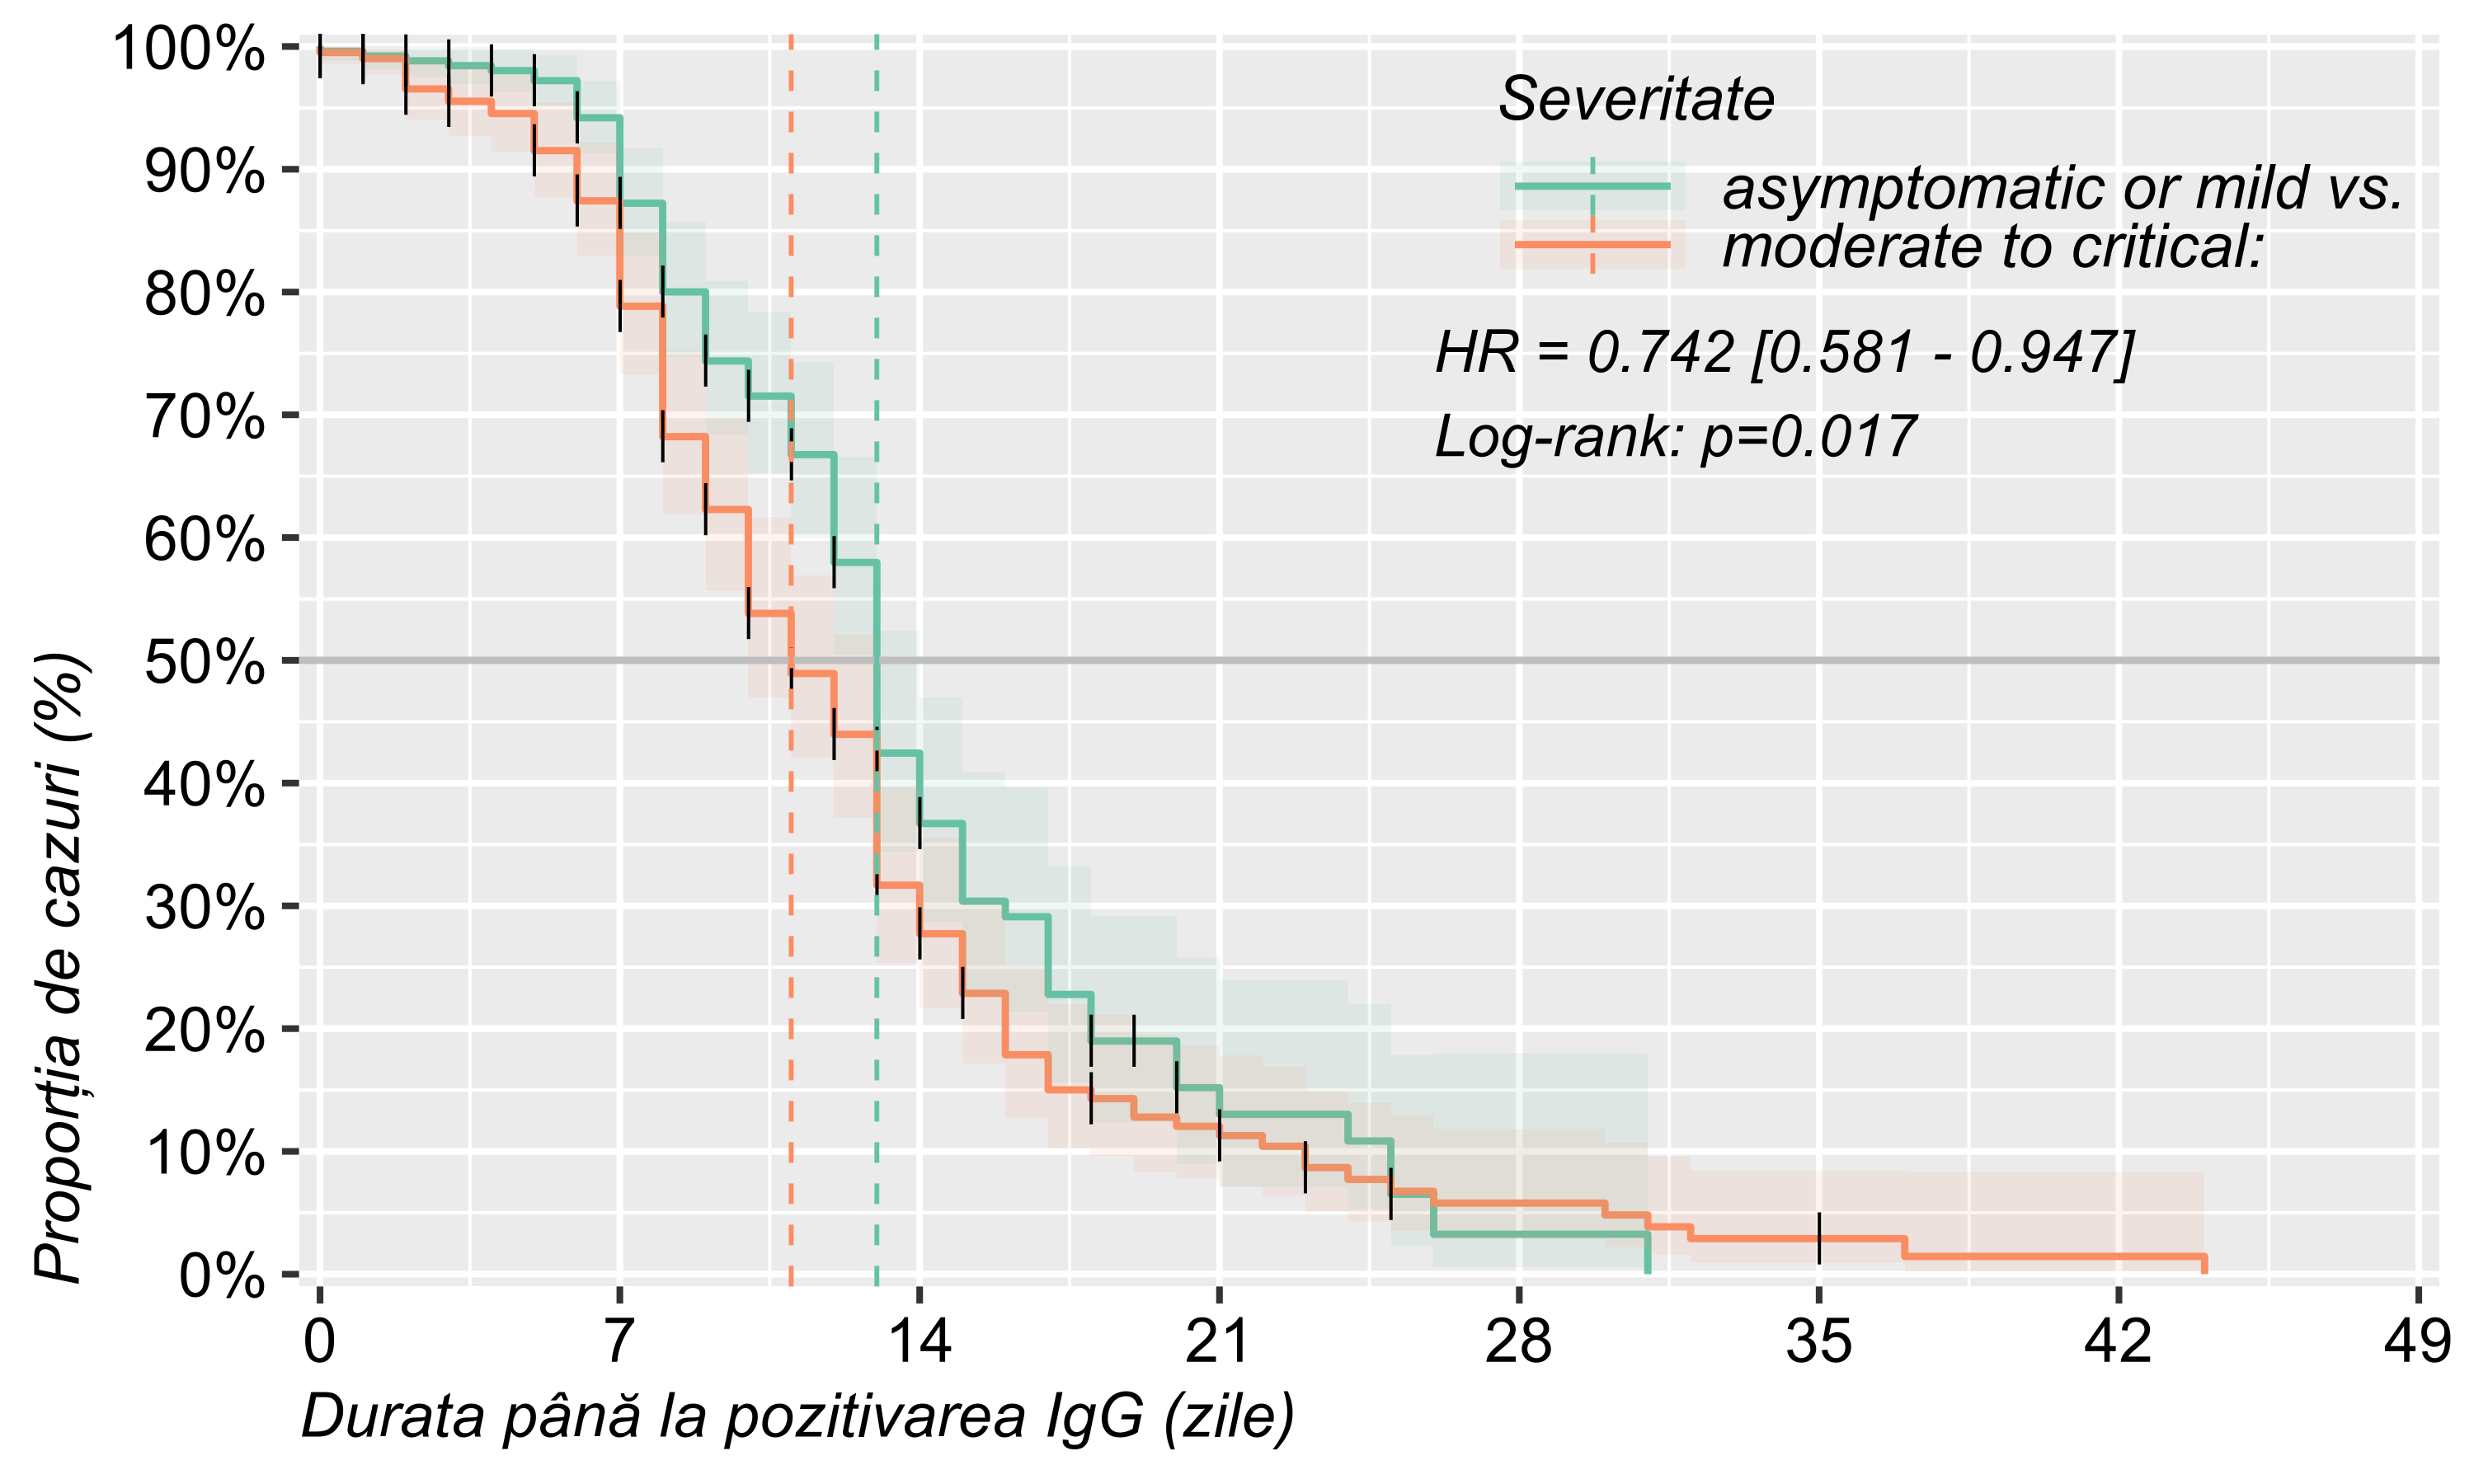 100%
90%
80%
70%
60%
50%
40%
30%
20%
10%
0%
Proporția de cazuri (%)
Severitate
asymptomatic or mild vs.
moderate to critical:
HR = 0.742 [0.581 - 0.947]
Log-rank: p=0.017
0 7 14 21 28 35 42 49
Durata până la pozitivarea IgG (zile)